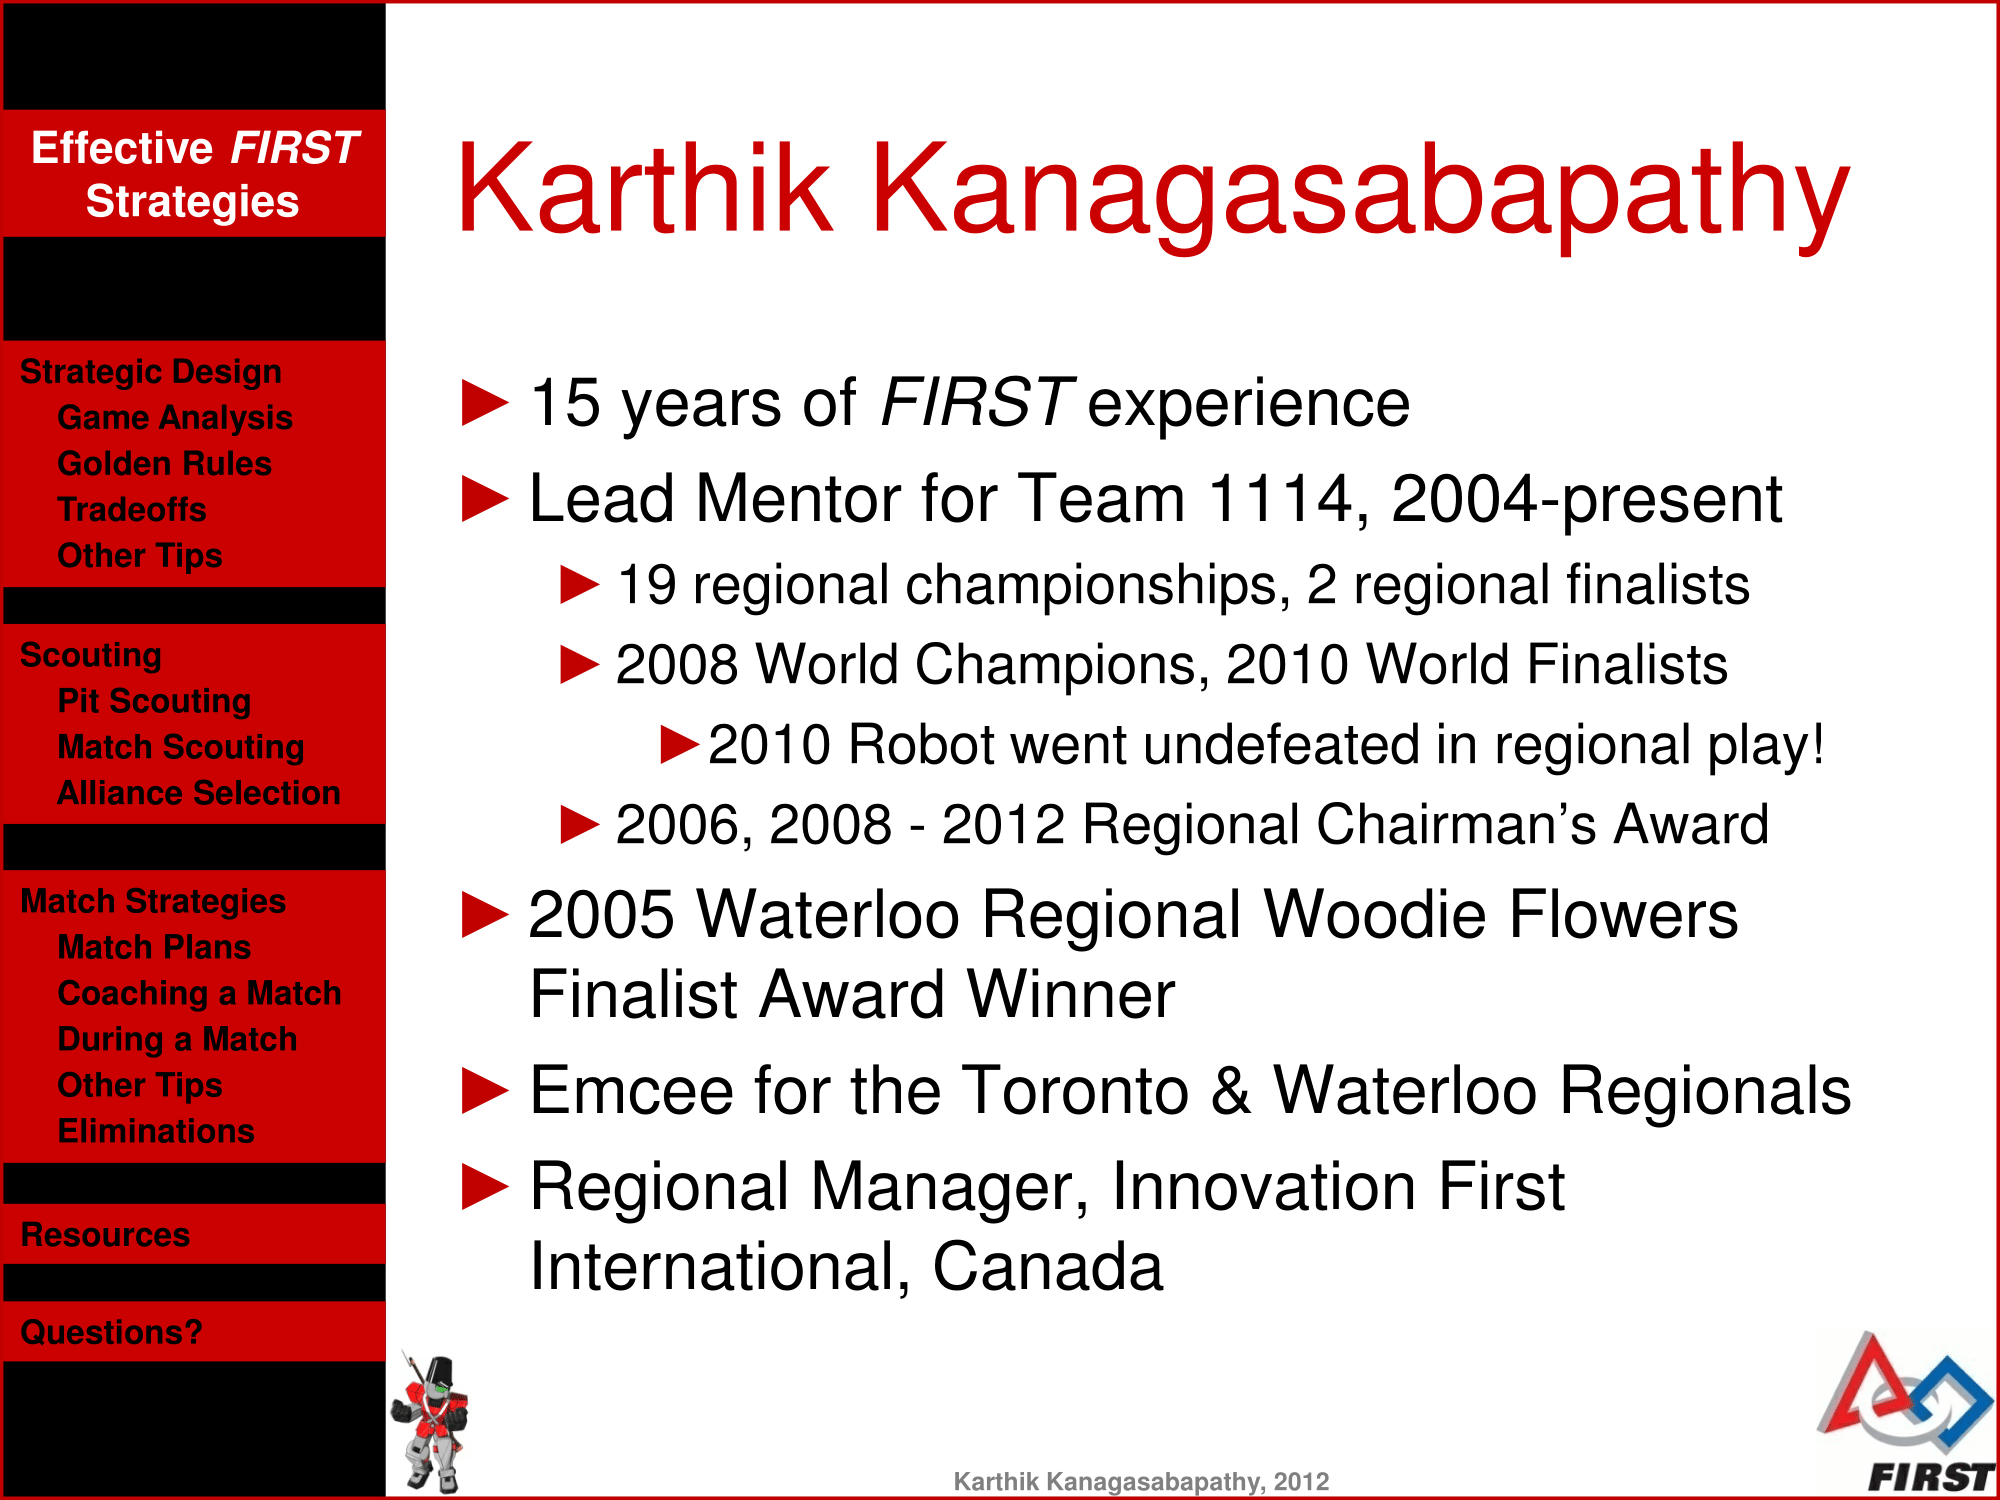 Effective FIRST
Strategies
Strategic Design
Game Analysis
Golden Rules
Tradeoffs
Other Tips
Scouting
Pit Scouting
Match Scouting
Alliance Selection
Match Strategies
Match Plans
Coaching a Match
During a Match
Other Tips
Eliminations
Resources
Questions?
Karthik Kanagasabapathy
► 15 years of FIRST experience
► Lead Mentor for Team 1114, 2004-present
► 19 regional championships, 2 regional finalists
► 2008 World Champions, 2010 World Finalists
► 2010 Robot went undefeated in regional play!
► 2006, 2008 - 2012 Regional Chairman’s Award
► 2005 Waterloo Regional Woodie Flowers
Finalist Award Winner
► Emcee for the Toronto & Waterloo Regionals
► Regional Manager, Innovation First
International, Canada
Karthik Kanagasabapathy, 2012
FIRST